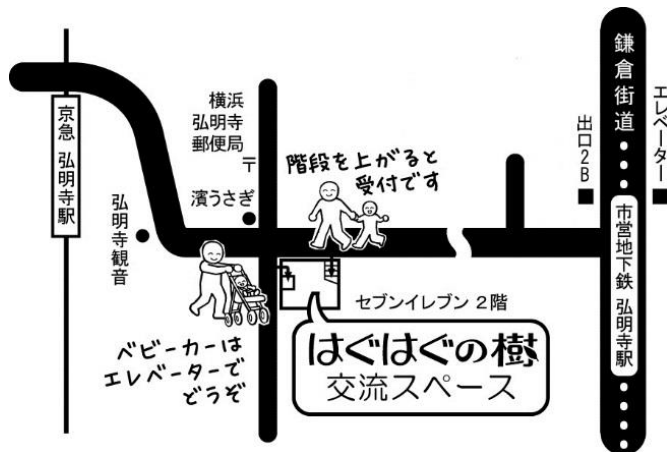 京急 弘明寺駅
弘明寺観音
横浜
弘明寺
郵便局
〒
濱うさぎ
階段を上がると
受付です
鎌倉街道
エレベーター
出口2B
市営地下鉄 弘明寺駅
セブンイレブン 2階
はぐはぐの樹
交流スペース
ベビーカーは
エレベーターで
どうぞ